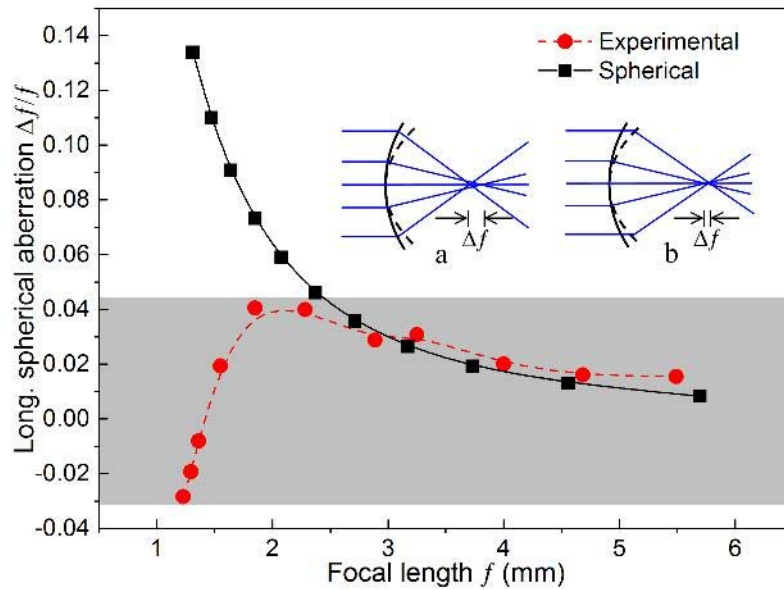 Long. spherical aberration Δf/f
0.14
0.12
0.10
0.08
0.06
0.04
0.02
0.00
-0.02
-0.04
Experimental
Spherical
Δf
a
Δf
b
1 2 3 4 5 6
Focal length f (mm)